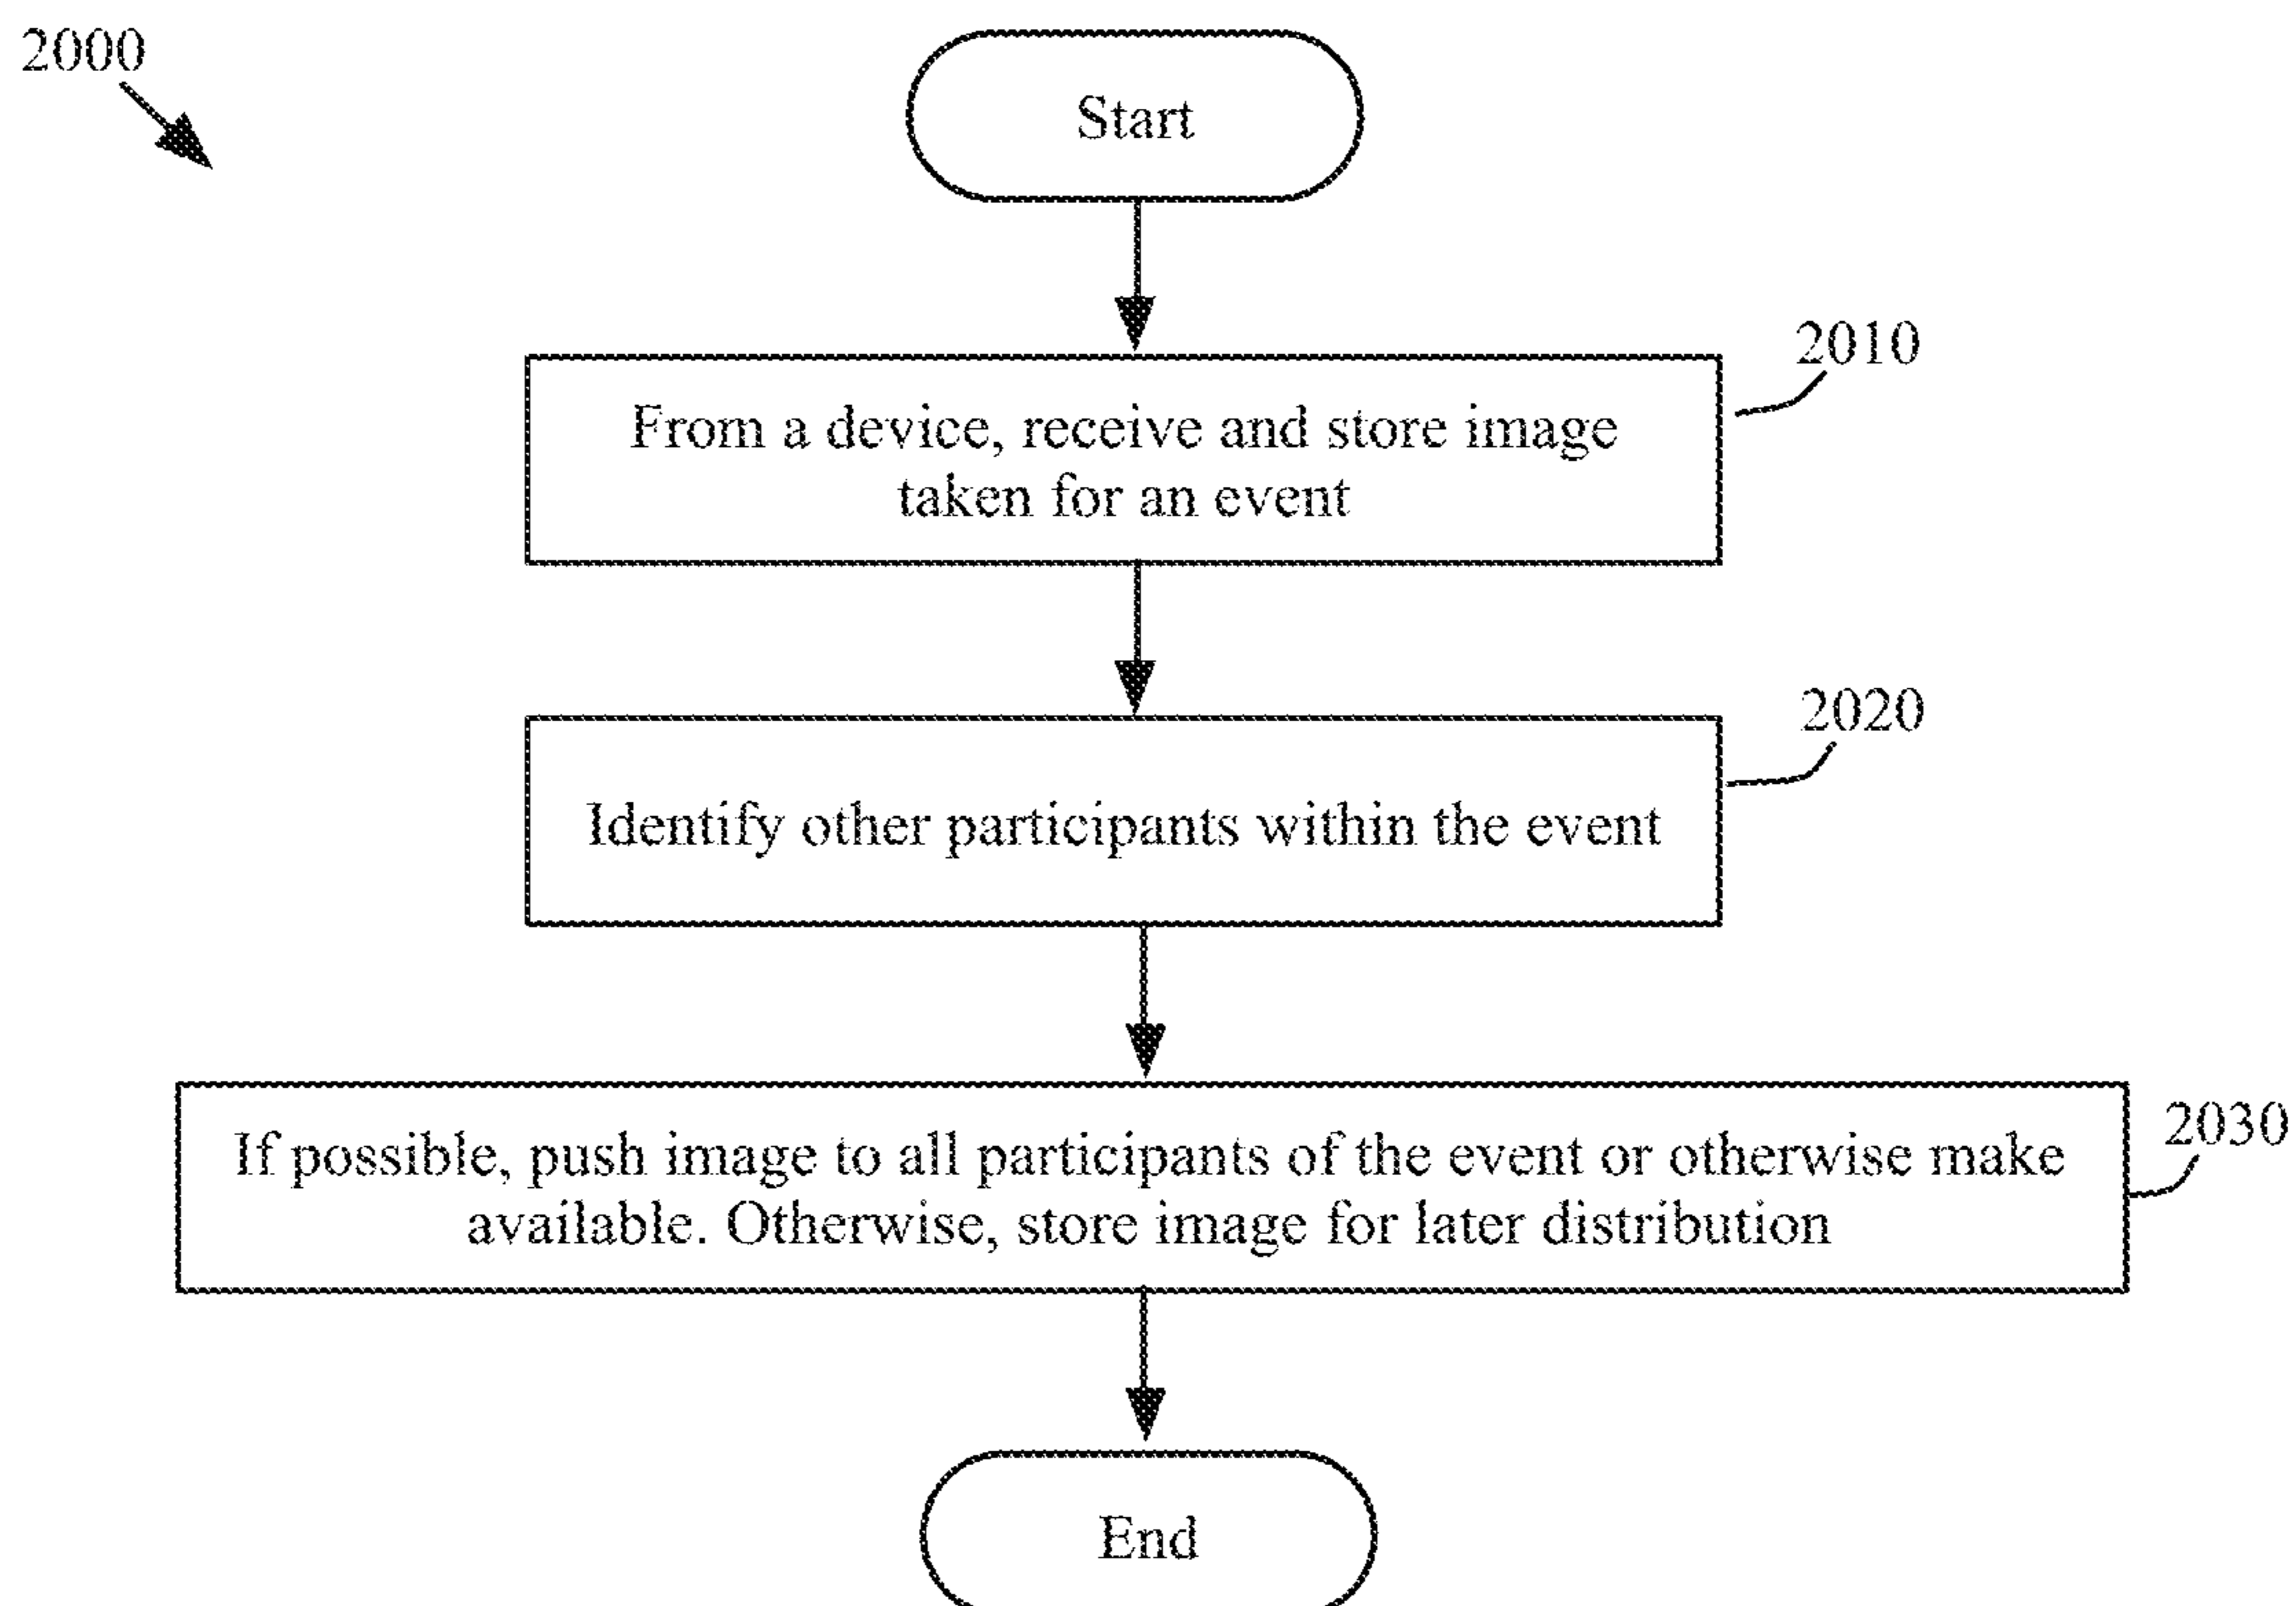 2000
Start
2010
From a device, receive and store image
taken for an event
2020
Identify other participants within the event
2030
If possible, push image to all participants of the event or otherwise make
available. Otherwise, store image for later distribution
End